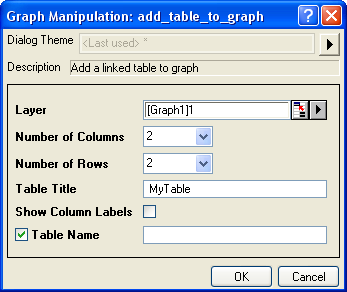 Graph Manipulation: add_table_to_graph
Dialog Theme <Last used> *
Description Add a linked table to graph
Layer [Graph1]1
Number of Columns 2
Number of Rows 2
Table Title MyTable
Show Column Labels
Table Name
OK Cancel